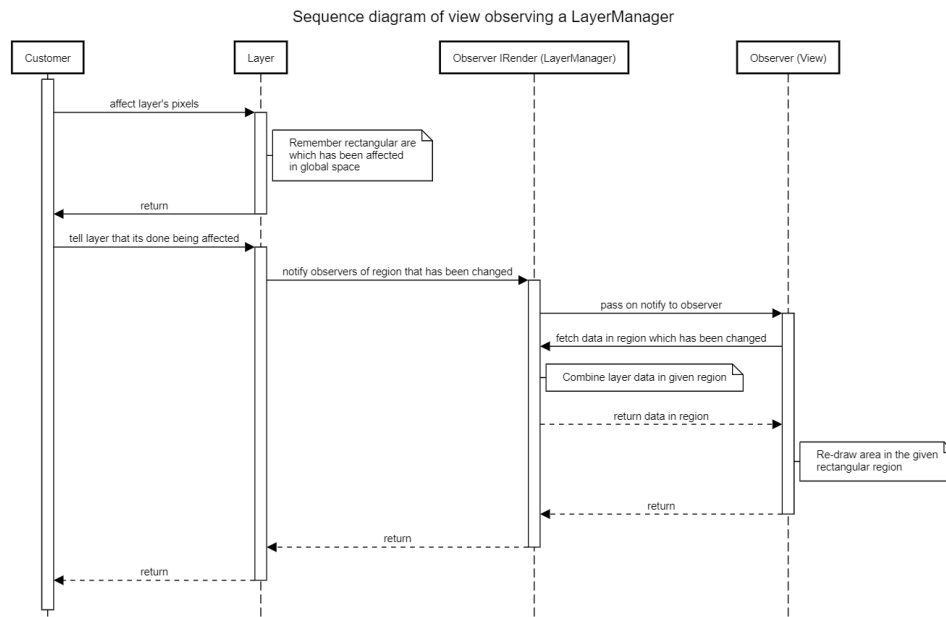 Sequence diagram of view observing a LayerManager
Customer
Layer
Observer IRender (LayerManager)
Observer (View)
affect layer's pixels
Remember rectangular are
which has been affected
in global space
return
tell layer that its done being affected
notify observers of region that has been changed
pass on notify to observer
fetch data in region which has been changed
Combine layer data in given region
return data in region
Re-draw area in the given
rectangular region
return
return
return